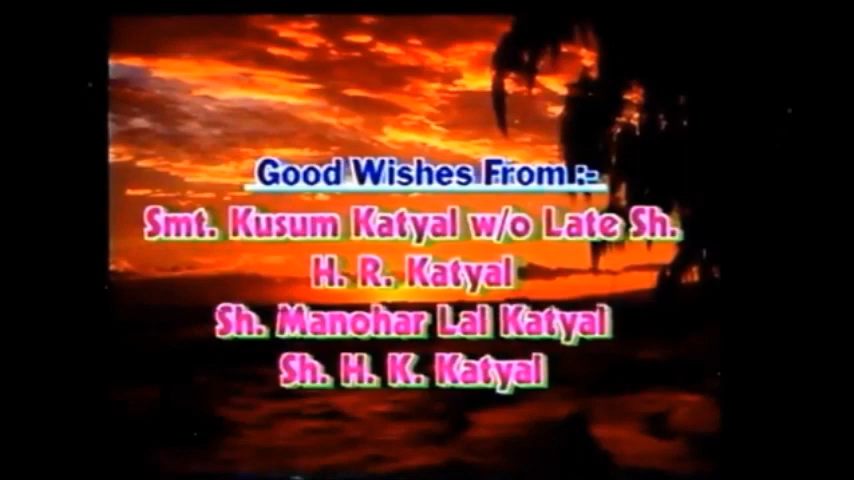 Good Wishes From :-
Smt. Kusum Katyal w/o Late Sh.
H. R. Katyal
Sh. Manohar Lal Katyal
Sh. H. K. Katyal